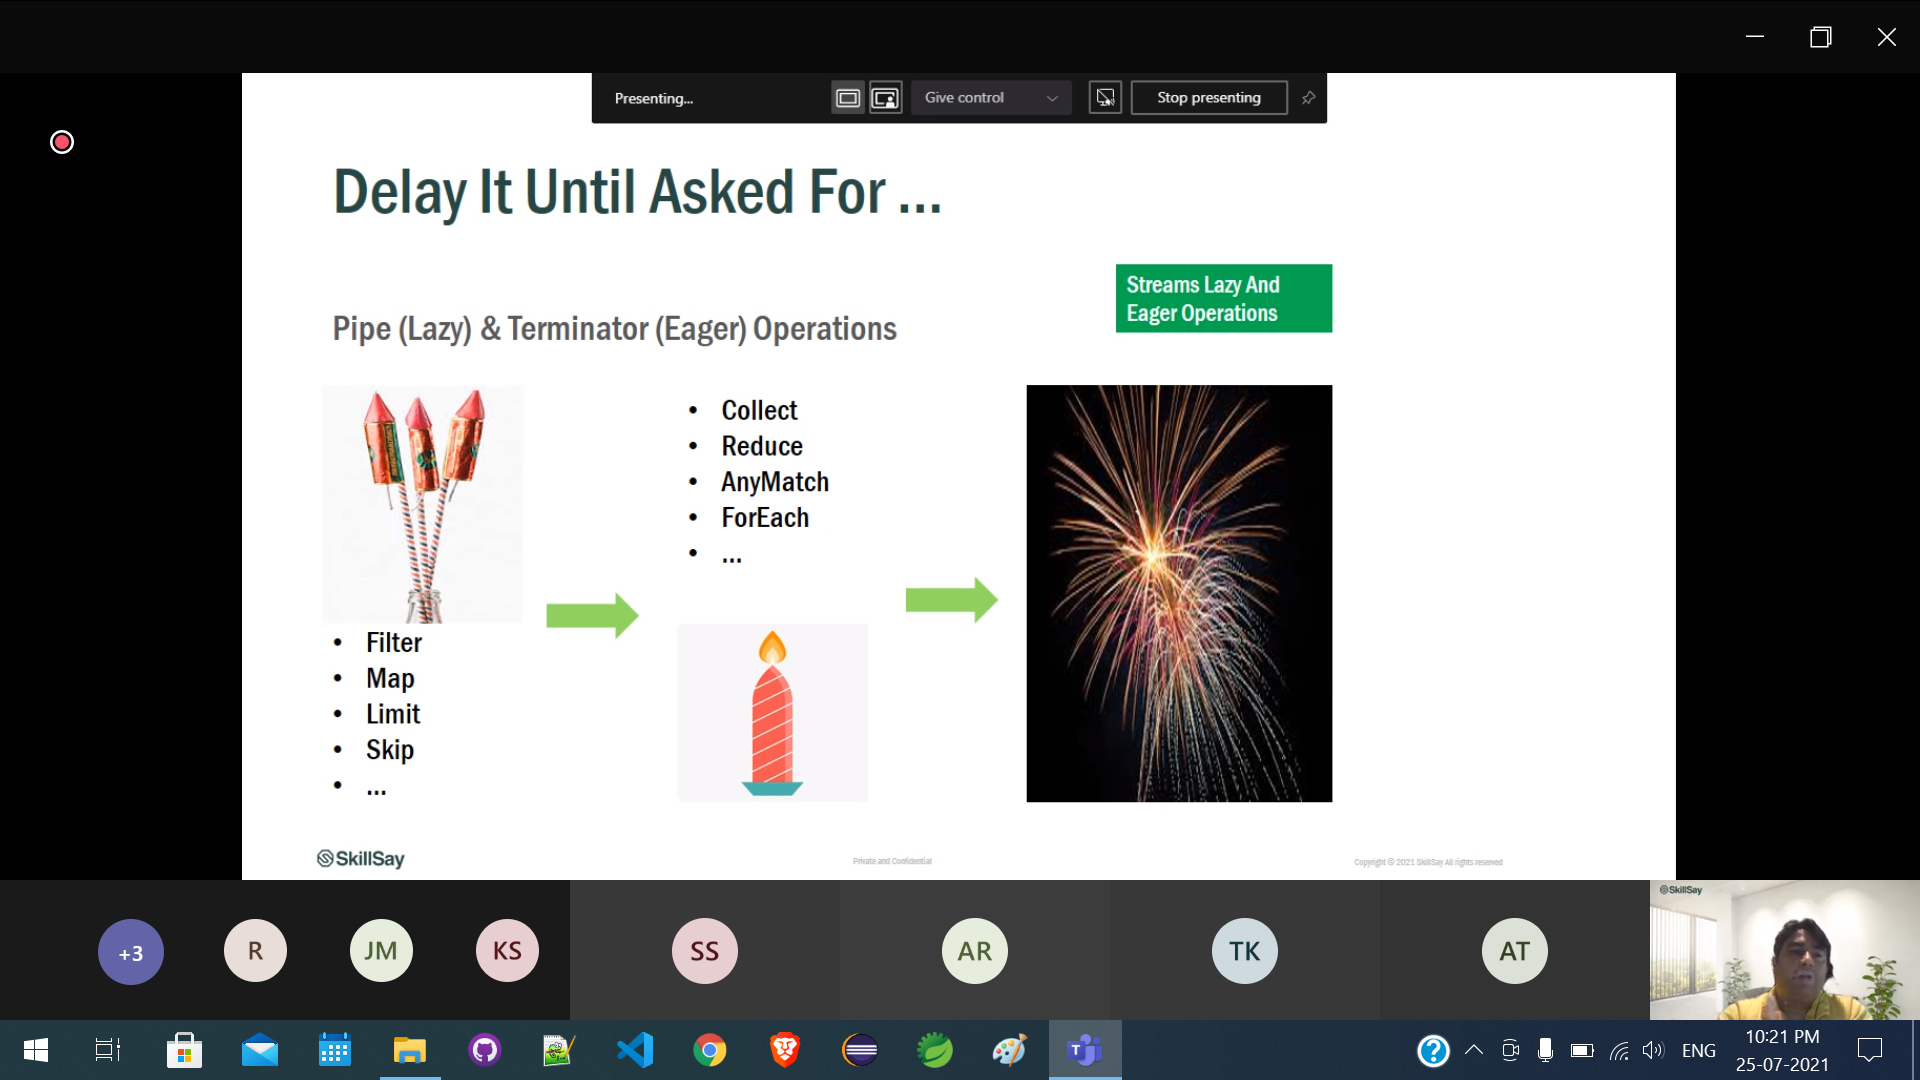 Presenting...
Give control
Stop presenting
Delay It Until Asked For ...
Streams Lazy And
Eager Operations
Pipe (Lazy) & Terminator (Eager) Operations
• Filter
• Map
• Limit
• Skip
• ...
• Collect
• Reduce
• AnyMatch
• ForEach
• ...
SkillSay
Private and Confidential
Copyright © 2021 SkillSay All rights reserved
+3
R
JM
KS
SS
AR
TK
AT
SkillSay
ENG
10:21 PM
25-07-2021